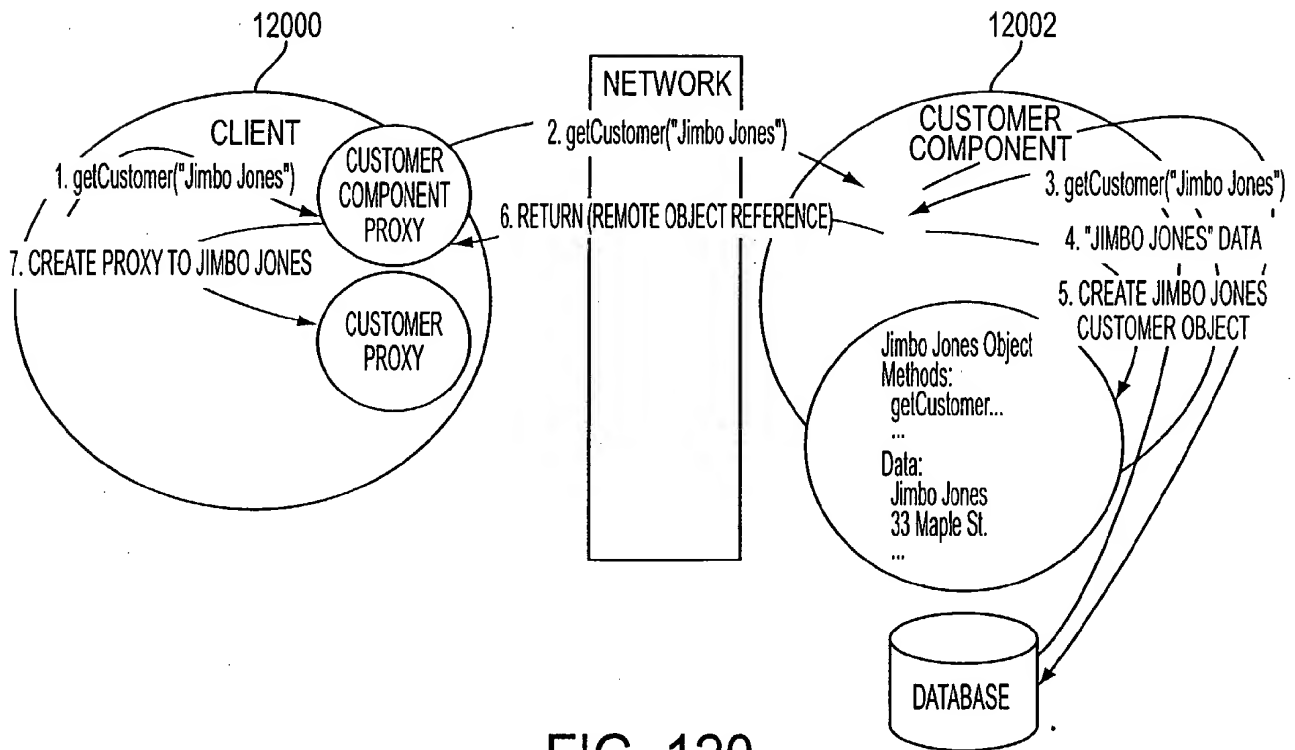 12000
12002
NETWORK
CLIENT
CUSTOMER
COMPONENT
PROXY
1. getCustomer("Jimbo Jones")
2. getCustomer("Jimbo Jones")
CUSTOMER
COMPONENT
3. getCustomer("Jimbo Jones")
6. RETURN (REMOTE OBJECT REFERENCE)
4. "JIMBO JONES" DATA
7. CREATE PROXY TO JIMBO JONES
5. CREATE JIMBO JONES
CUSTOMER OBJECT
CUSTOMER
PROXY
Jimbo Jones Object
Methods:
getCustomer...
...
Data:
Jimbo Jones
33 Maple St.
...
DATABASE
FIG. 120